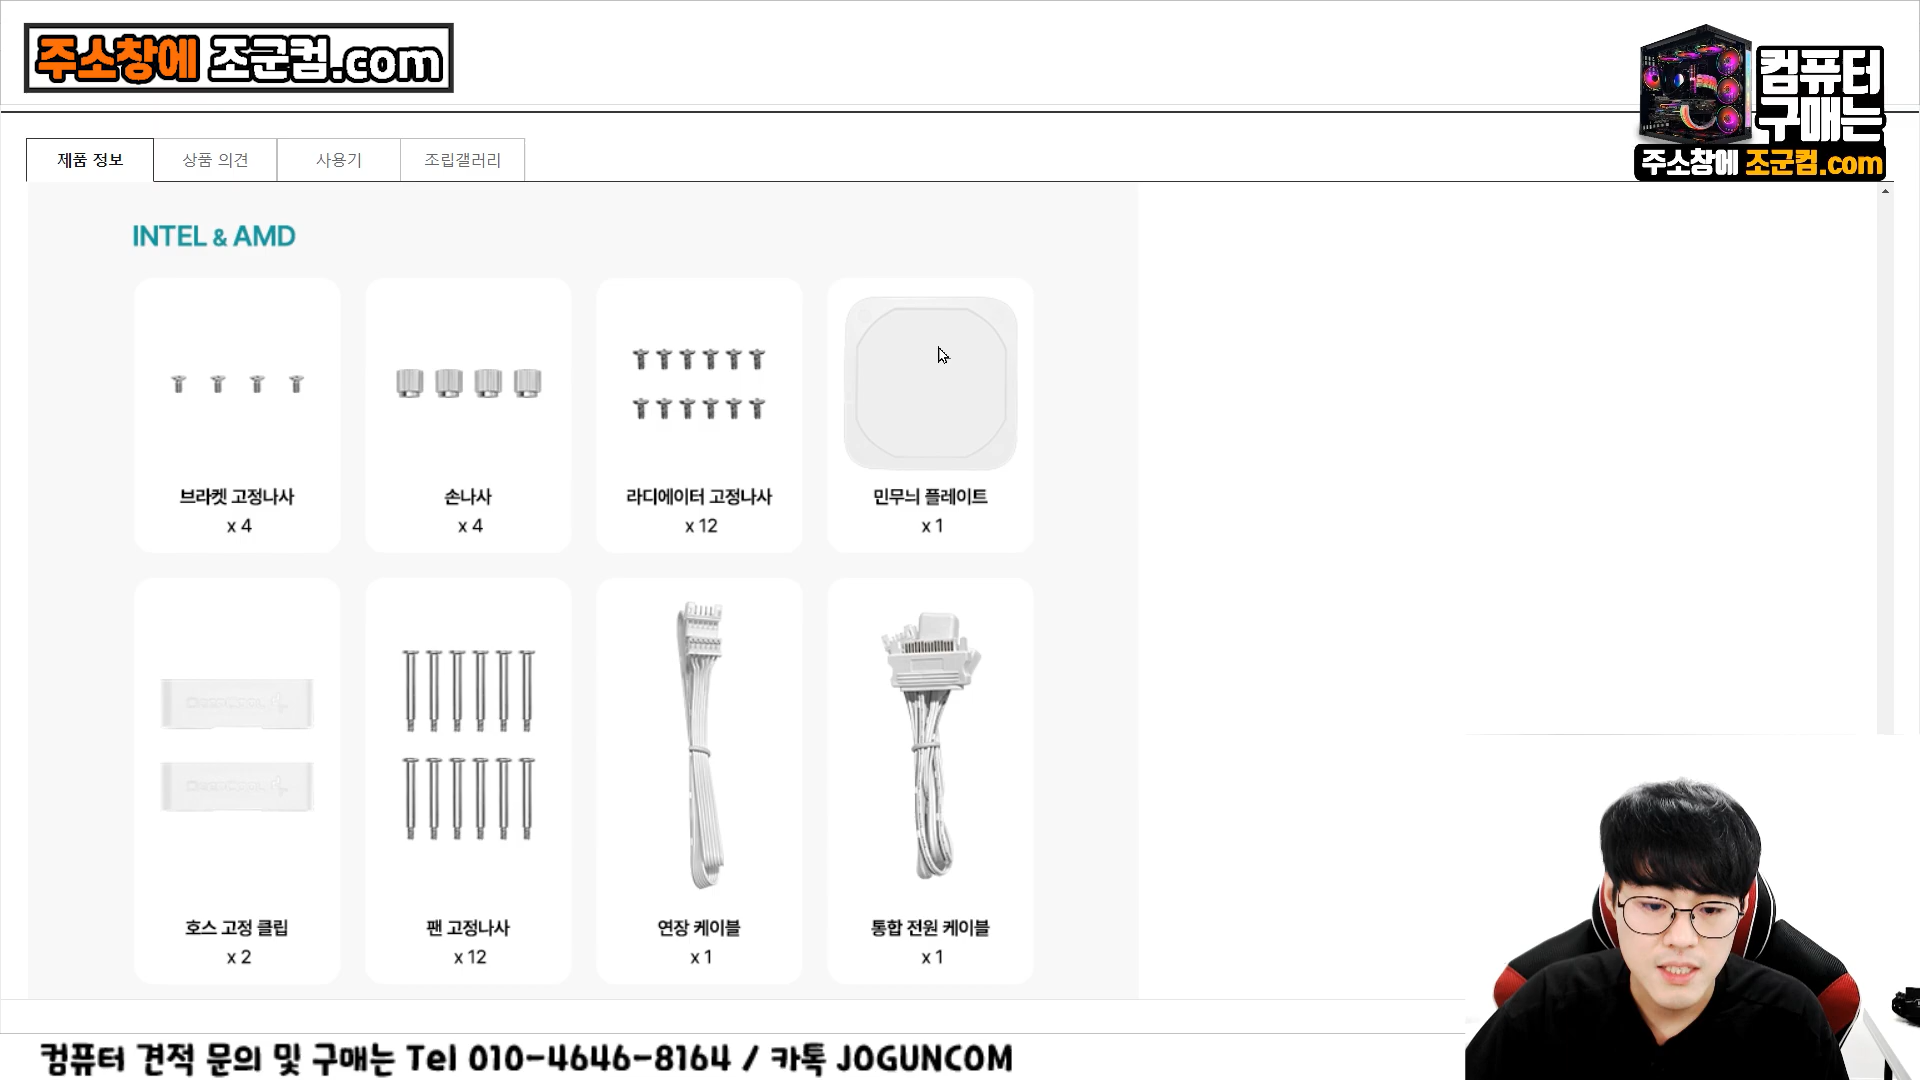 주소창에 조군컴.com
컴퓨터
구매는
주소창에 조군컴.com
제품 정보
상품 의견
사용기
조립갤러리
INTEL & AMD
브라켓 고정나사
x 4
손나사
x 4
라디에이터 고정나사
x 12
민무늬 플레이트
x 1
DEEPCOOL
DEEPCOOL
호스 고정 클립
x 2
팬 고정나사
x 12
연장 케이블
x 1
통합 전원 케이블
x 1
컴퓨터 견적 문의 및 구매는 Tel 010-4646-8164 / 카톡 JOGUNCOM